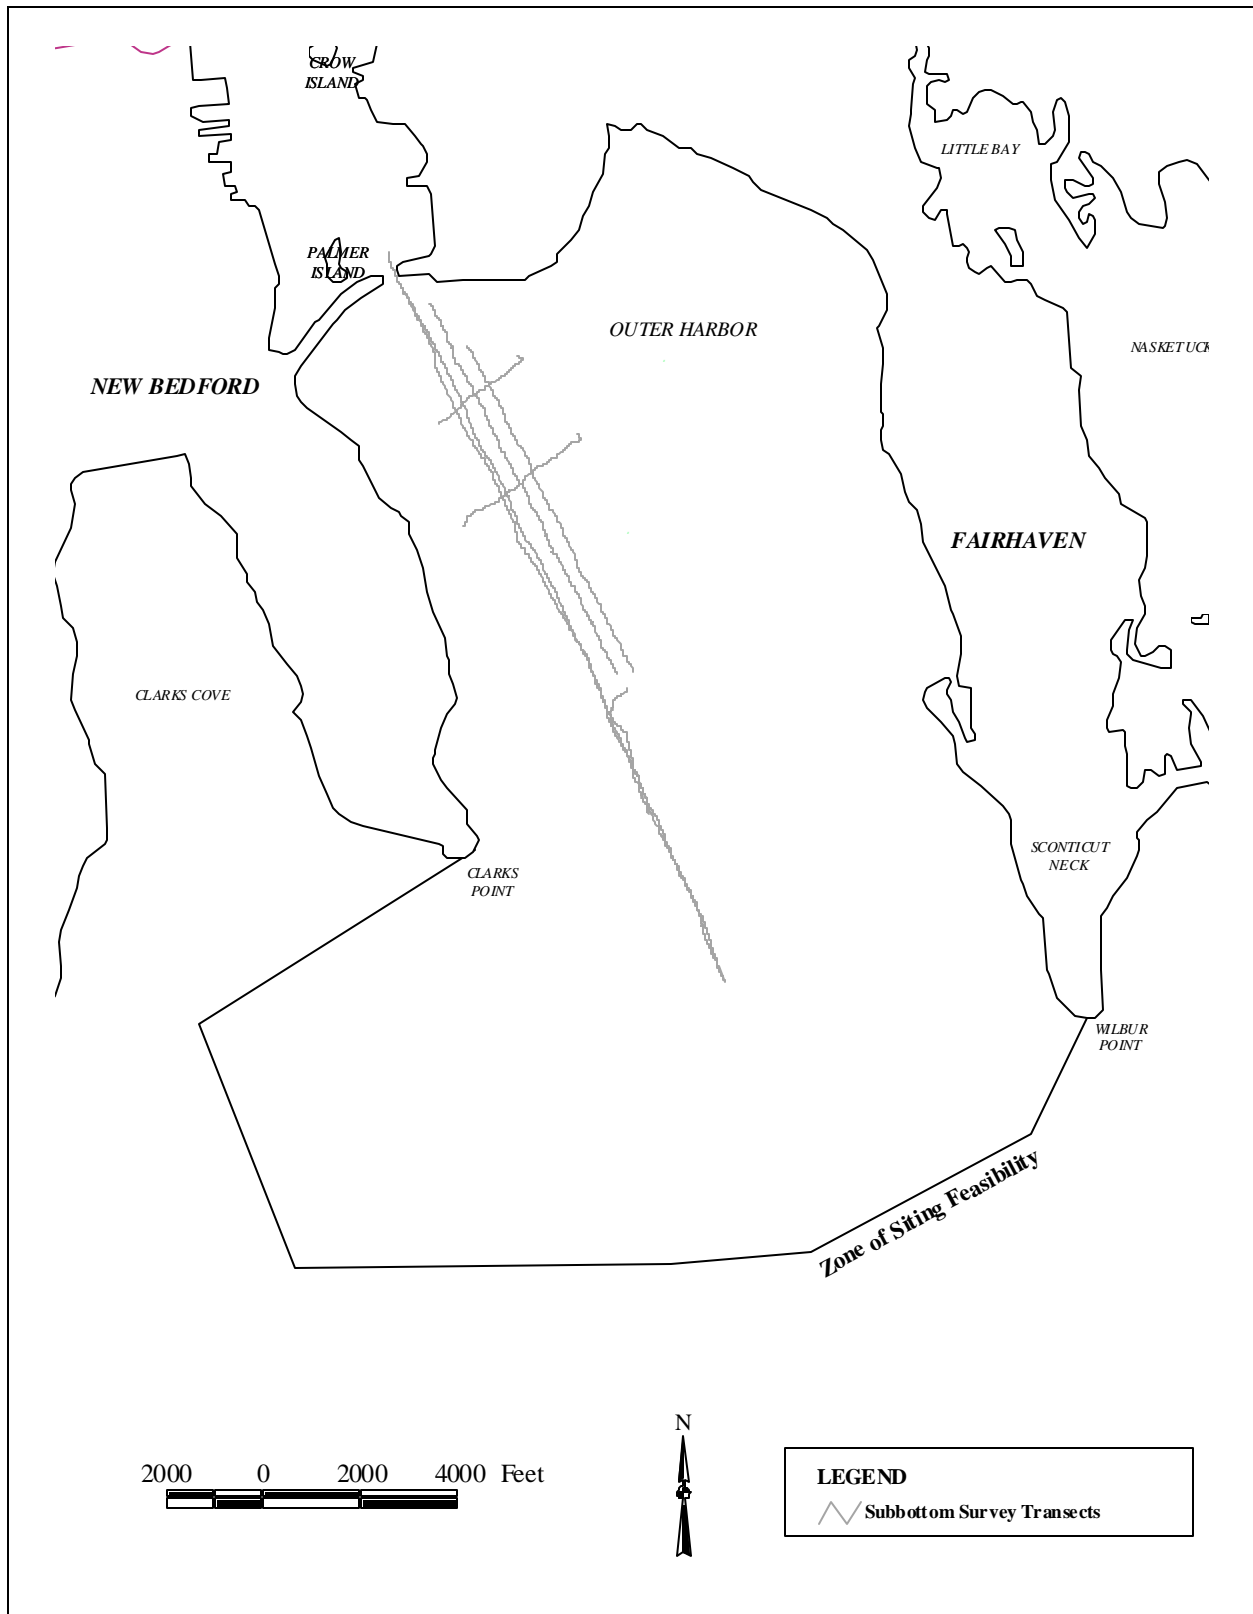 CROW
ISLAND
LITTLE BAY
PALMER
ISLAND
OUTER HARBOR
NASKETUCK
NEW BEDFORD
FAIRHAVEN
CLARKS COVE
SCONTICUT
NECK
CLARKS
POINT
WILBUR
POINT
Zone of Siting Feasibility
N
2000 0 2000 4000 Feet
LEGEND
Subbottom Survey Transects